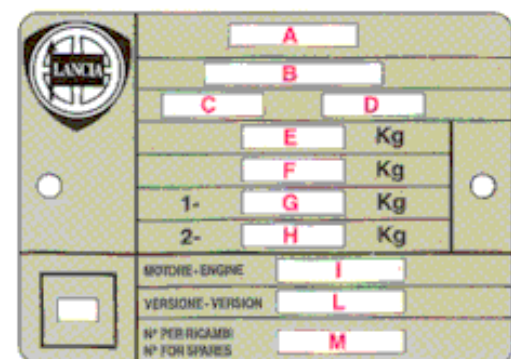 A
LANCIA
B
C D
E Kg
F Kg
1- G Kg
2- H Kg
MOTORE - ENGINE I
VERSIONE - VERSION L
N° PER RICAMBI
N° FOR SPARES M